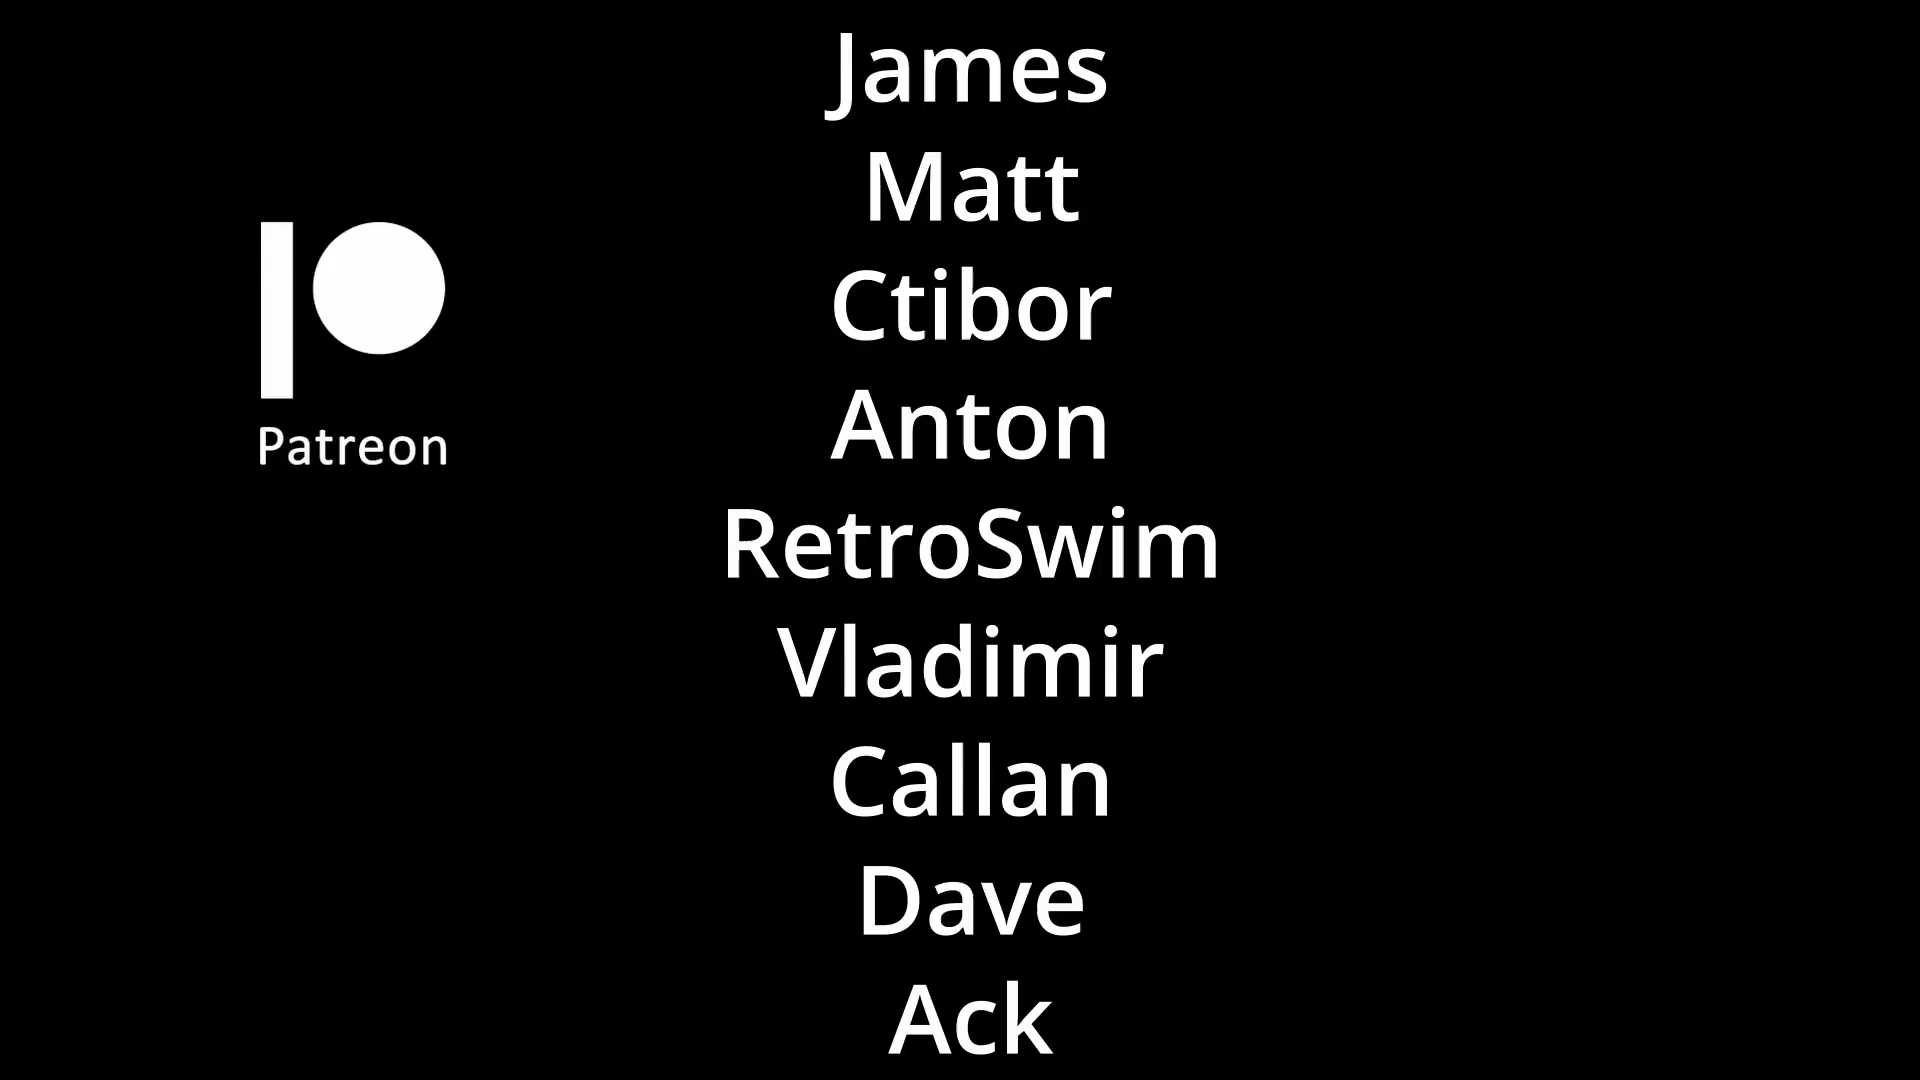 Patreon
James
Matt
Ctibor
Anton
RetroSwim
Vladimir
Callan
Dave
Ack